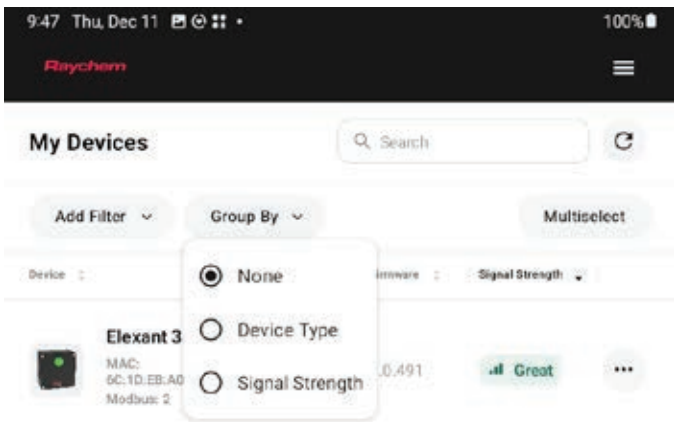 9:47 Thu, Dec 11 100%
Raychem
My Devices
Search
Add Filter Group By Multiselect
Device Signal Strength
None
Device Type
Signal Strength
Elexant 3
MAC:
6C:1D:EB:A0
Modbus: 2
.0.491
Great